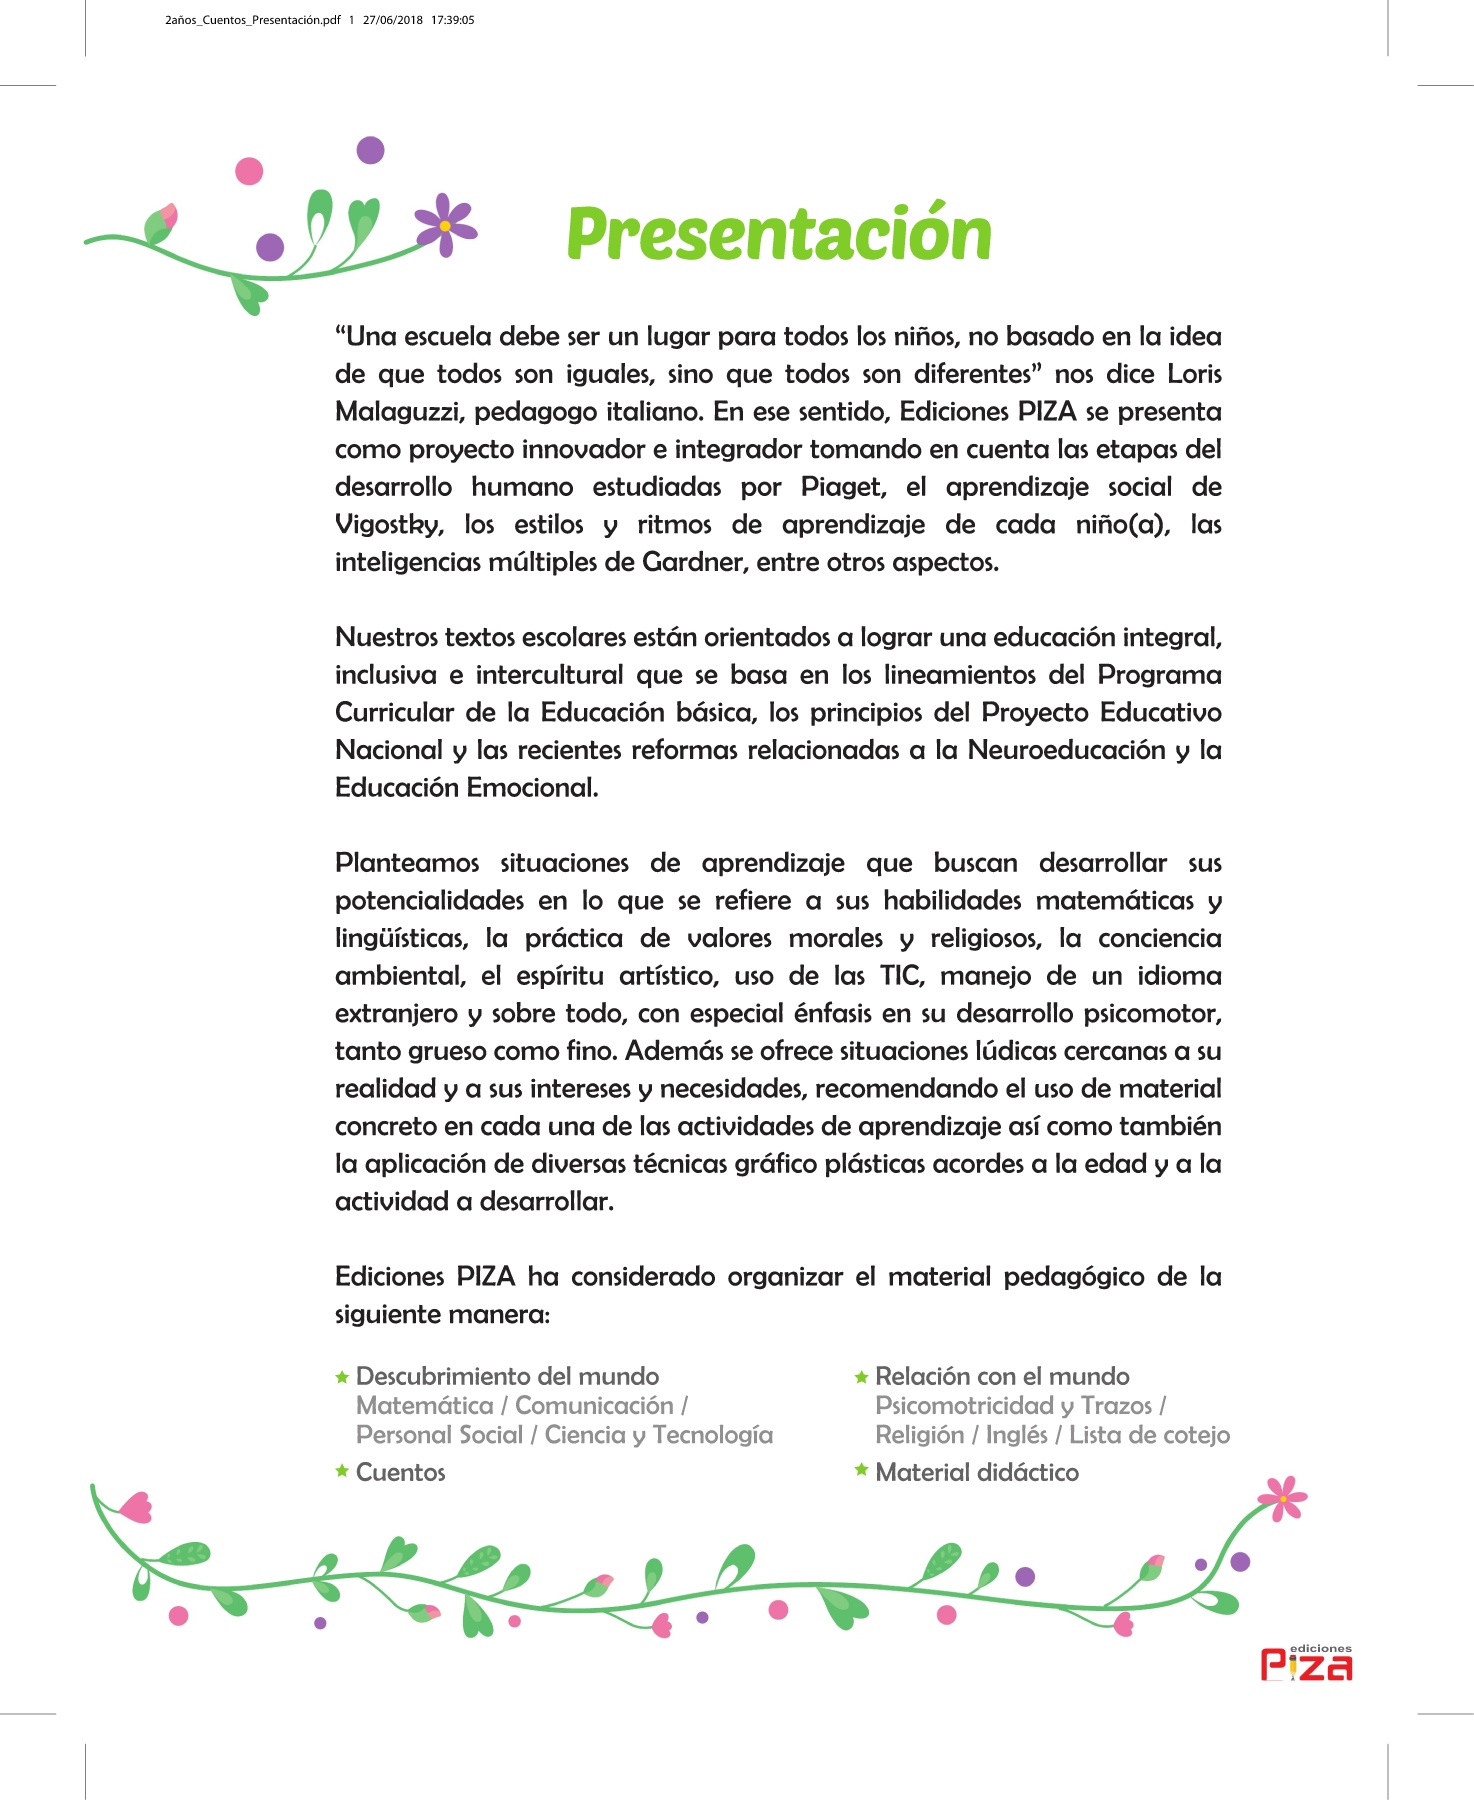 2años_Cuentos_Presentación.pdf 1 27/06/2018 17:39:05
Presentación
“Una escuela debe ser un lugar para todos los niños, no basado en la idea
de que todos son iguales, sino que todos son diferentes” nos dice Loris
Malaguzzi, pedagogo italiano. En ese sentido, Ediciones PIZA se presenta
como proyecto innovador e integrador tomando en cuenta las etapas del
desarrollo humano estudiadas por Piaget, el aprendizaje social de
Vigostky, los estilos y ritmos de aprendizaje de cada niño(a), las
inteligencias múltiples de Gardner, entre otros aspectos.
Nuestros textos escolares están orientados a lograr una educación integral,
inclusiva e intercultural que se basa en los lineamientos del Programa
Curricular de la Educación básica, los principios del Proyecto Educativo
Nacional y las recientes reformas relacionadas a la Neuroeducación y la
Educación Emocional.
Planteamos situaciones de aprendizaje que buscan desarrollar sus
potencialidades en lo que se refiere a sus habilidades matemáticas y
lingüísticas, la práctica de valores morales y religiosos, la conciencia
ambiental, el espíritu artístico, uso de las TIC, manejo de un idioma
extranjero y sobre todo, con especial énfasis en su desarrollo psicomotor,
tanto grueso como fino. Además se ofrece situaciones lúdicas cercanas a su
realidad y a sus intereses y necesidades, recomendando el uso de material
concreto en cada una de las actividades de aprendizaje así como también
la aplicación de diversas técnicas gráfico plásticas acordes a la edad y a la
actividad a desarrollar.
Ediciones PIZA ha considerado organizar el material pedagógico de la
siguiente manera:
Descubrimiento del mundo
Matemática / Comunicación /
Personal Social / Ciencia y Tecnología
Cuentos
Relación con el mundo
Psicomotricidad y Trazos /
Religión / Inglés / Lista de cotejo
Material didáctico
ediciones
Piza